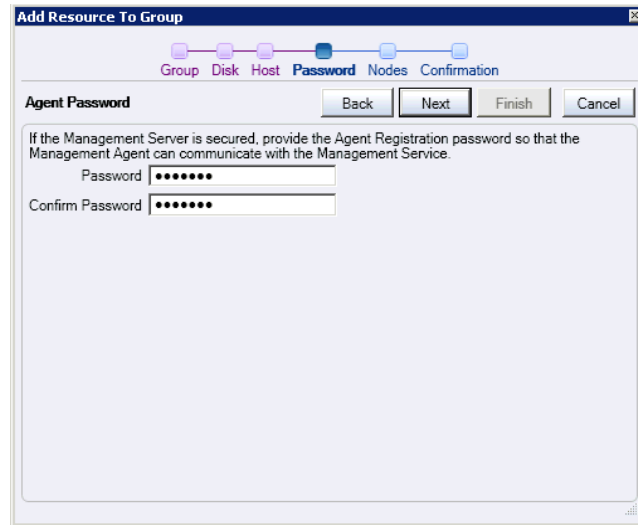 Add Resource To Group
Group Disk Host Password Nodes Confirmation
Agent Password Back Next Finish Cancel
If the Management Server is secured, provide the Agent Registration password so that the
Management Agent can communicate with the Management Service.
Password •••••••
Confirm Password •••••••